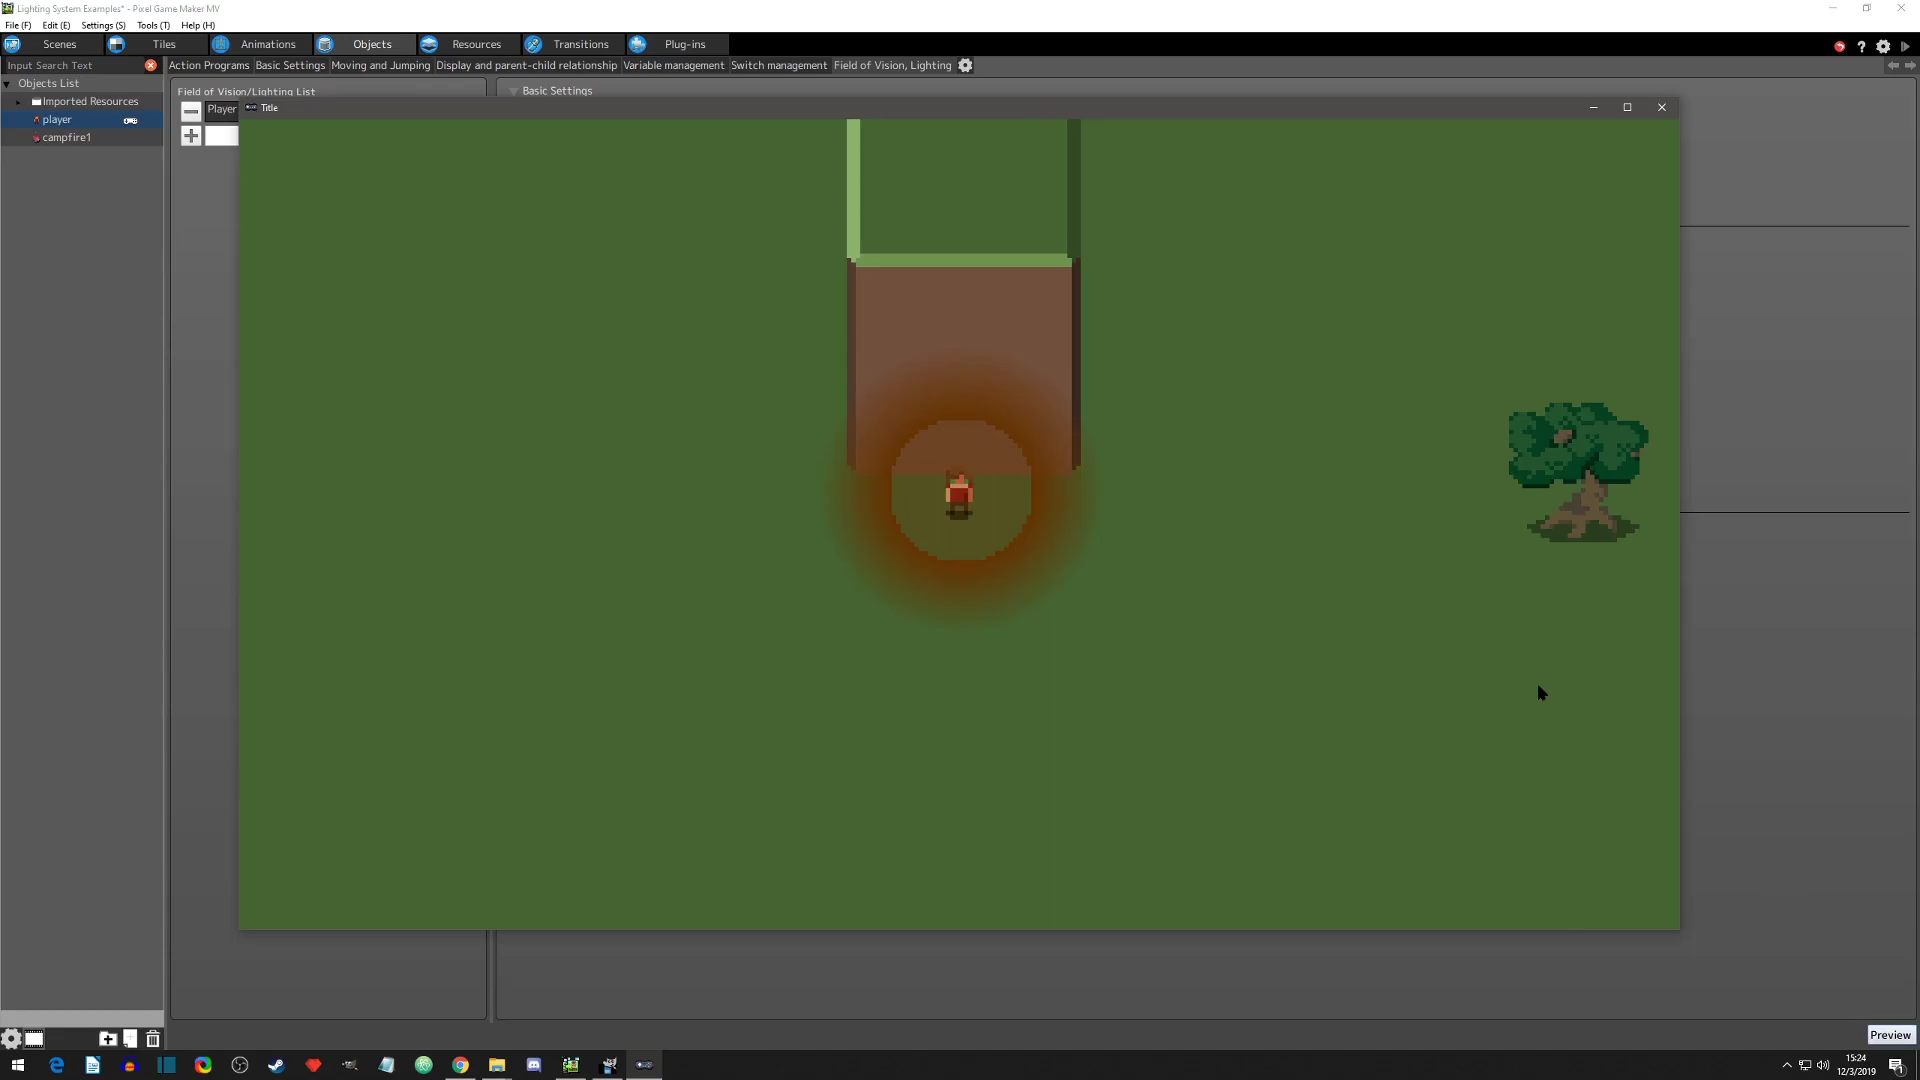 Lighting System Examples* - Pixel Game Maker MV
File (F) Edit (E) Settings (S) Tools (T) Help (H)
Scenes Tiles Animations Objects Resources Transitions Plug-ins
Input Search Text Action Programs Basic Settings Moving and Jumping Display and parent-child relationship Variable management Switch management Field of Vision, Lighting
Objects List
Imported Resources
player
campfire1
Field of Vision/Lighting List
Player
Basic Settings
Title
Preview
15:24
12/3/2019